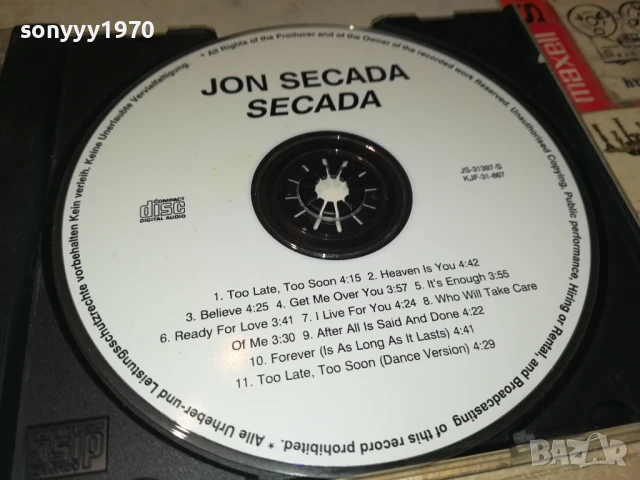 sonyyy1970
* All Rights of the Producer and of the Owner of the recorded work Reserved. Unauthorised Copying, Public performance, Hiring or Rental, and Broadcasting of this record prohibited. * Alle Urheber-und Leistungsschutzrechte vorbehalten Kein verleih. Keine Unerlaubte Vervielfältigung.
JON SECADA
SECADA
JS-31397-S
KJF-31-667
COMPACT
disc
DIGITAL AUDIO
1. Too Late, Too Soon 4:15 2. Heaven Is You 4:42
3. Believe 4:25 4. Get Me Over You 3:57 5. It's Enough 3:55
6. Ready For Love 3:41 7. I Live For You 4:24 8. Who Will Take Care
Of Me 3:30 9. After All Is Said And Done 4:22
10. Forever (Is As Long As It Lasts) 4:41
11. Too Late, Too Soon (Dance Version) 4:29
maxell
disc
BAZAR